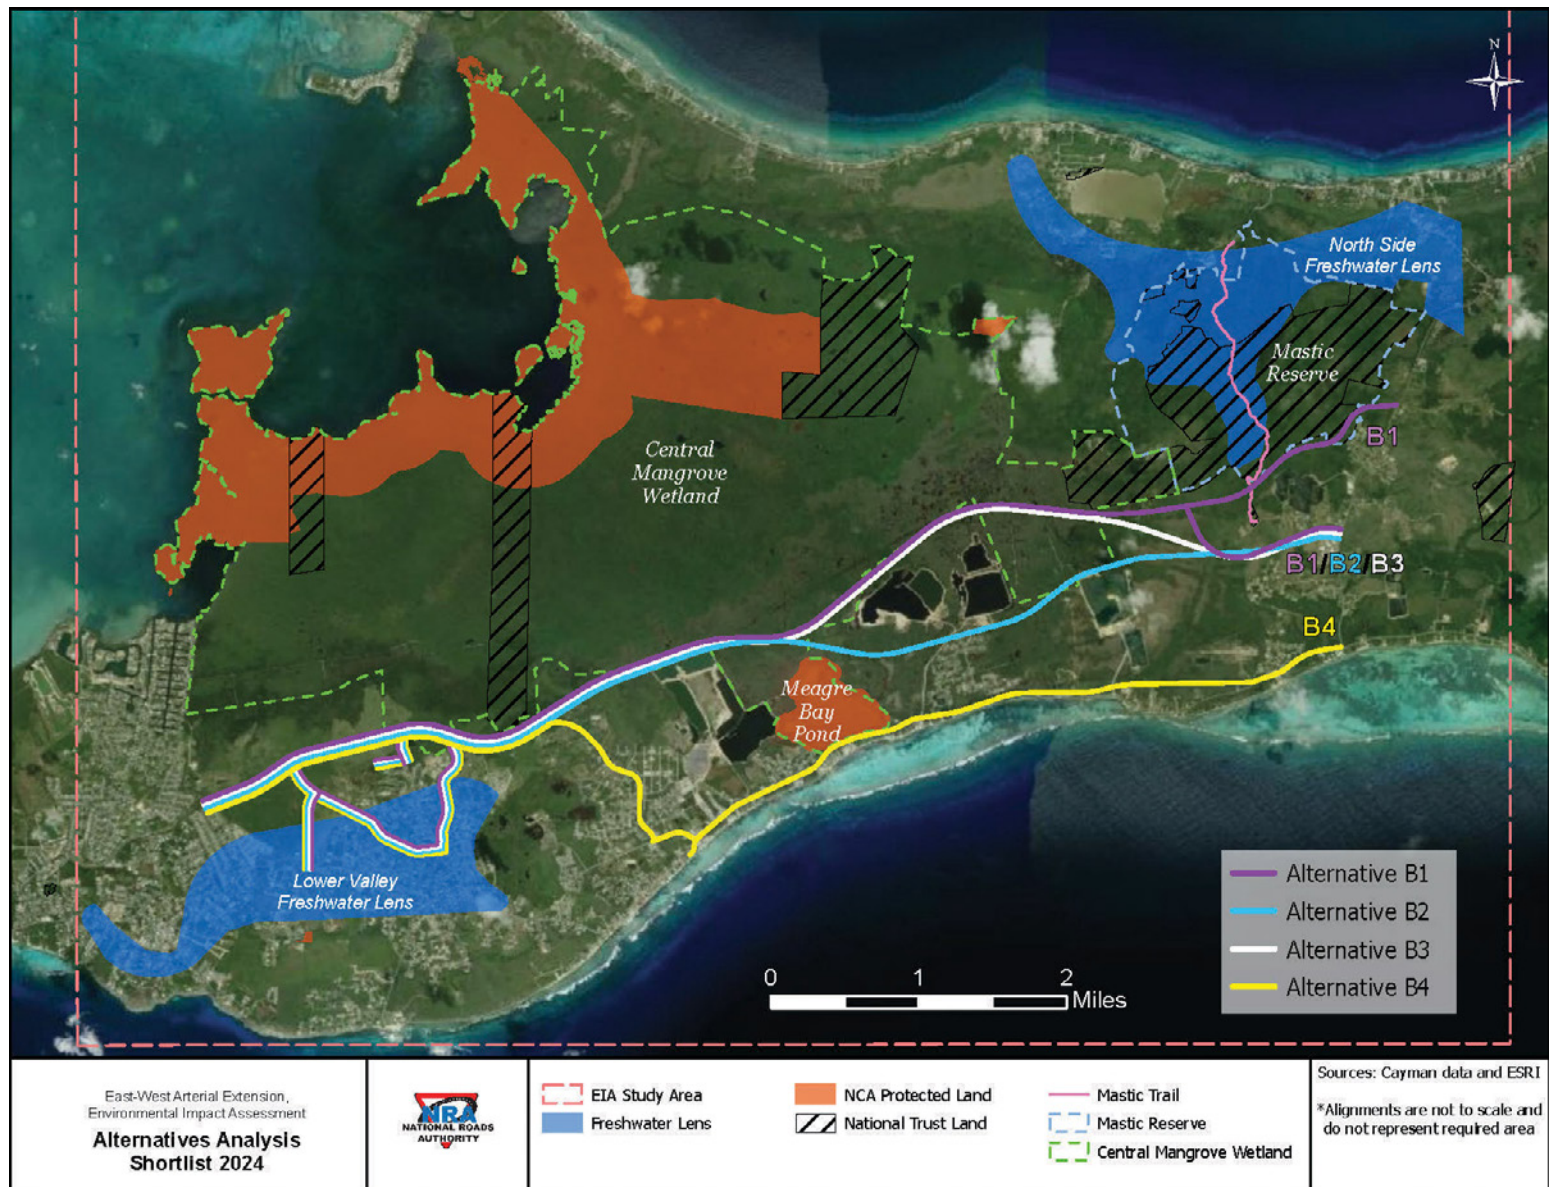 N
North Side
Freshwater Lens
Mastic
Reserve
Central
Mangrove
Wetland
B1
B1/B2/B3
B4
Meagre
Bay
Pond
Lower Valley
Freshwater Lens
Alternative B1
Alternative B2
Alternative B3
Alternative B4
0 1 2
Miles
East-West Arterial Extension,
Environmental Impact Assessment
Alternatives Analysis
Shortlist 2024
NRA
NATIONAL ROADS
AUTHORITY
EIA Study Area
Freshwater Lens
NCA Protected Land
National Trust Land
Mastic Trail
Mastic Reserve
Central Mangrove Wetland
Sources: Cayman data and ESRI
*Alignments are not to scale and
do not represent required area